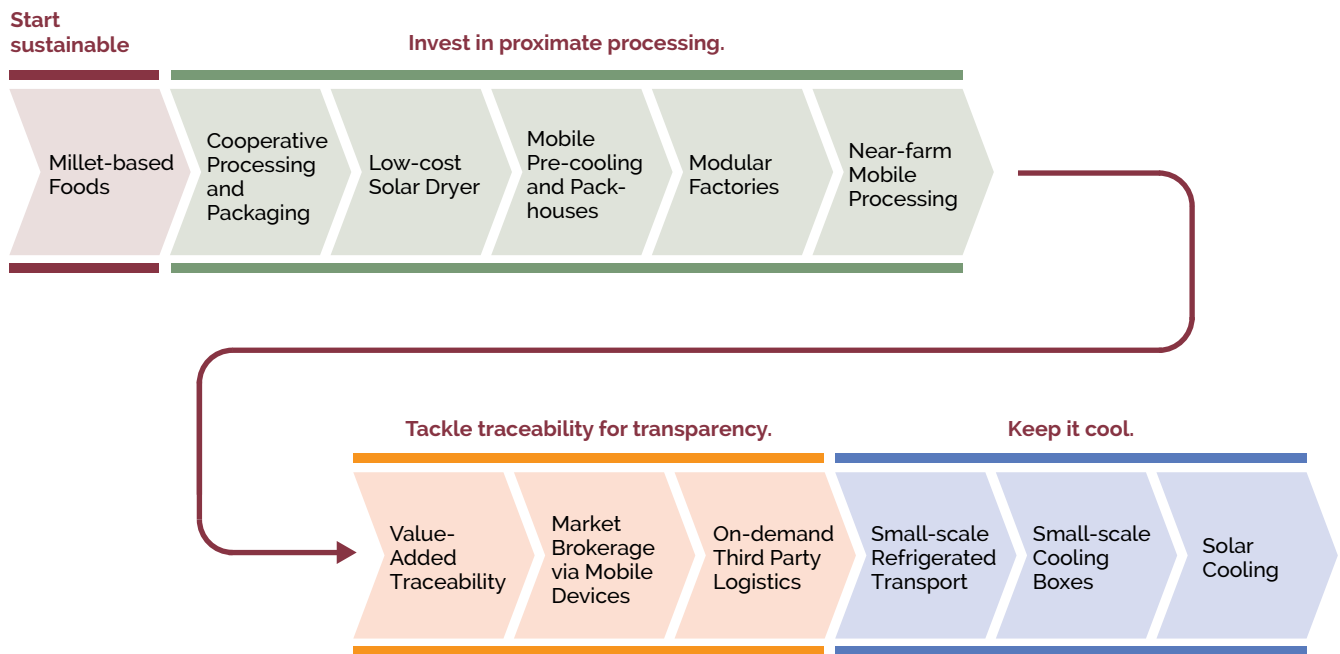 Start
sustainable
Invest in proximate processing.
Millet-based
Foods
Cooperative
Processing
and
Packaging
Low-cost
Solar Dryer
Mobile
Pre-cooling
and Pack-
houses
Modular
Factories
Near-farm
Mobile
Processing
Tackle traceability for transparency.
Keep it cool.
Value-
Added
Traceability
Market
Brokerage
via Mobile
Devices
On-demand
Third Party
Logistics
Small-scale
Refrigerated
Transport
Small-scale
Cooling
Boxes
Solar
Cooling